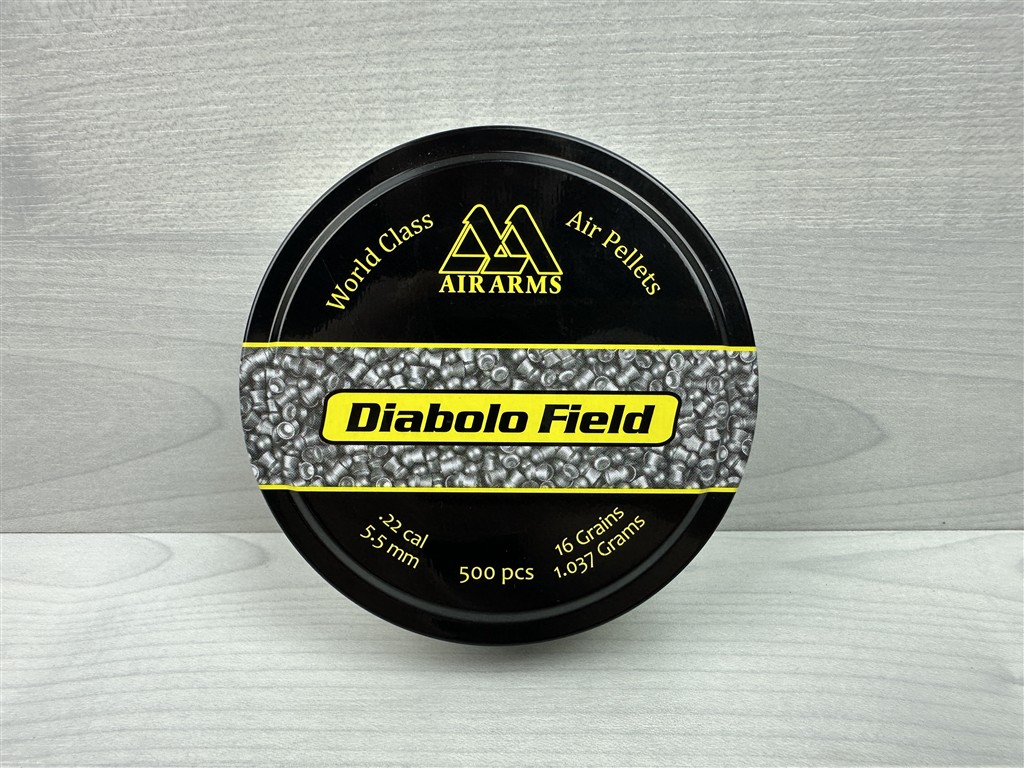 World Class
Air Pellets
AIR ARMS
Diabolo Field
.22 cal
5.5 mm
500 pcs
16 Grains
1.037 Grams